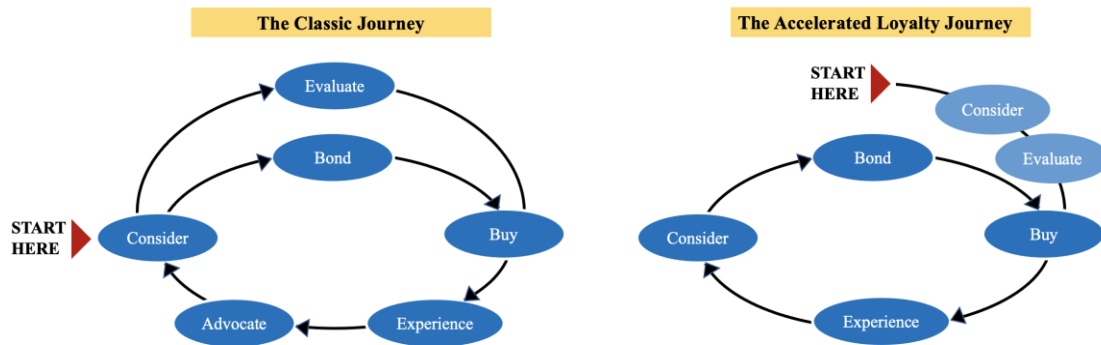 The Classic Journey
Evaluate
Bond
START
HERE
Consider
Buy
Advocate
Experience
The Accelerated Loyalty Journey
START
HERE
Consider
Evaluate
Bond
Consider
Buy
Experience